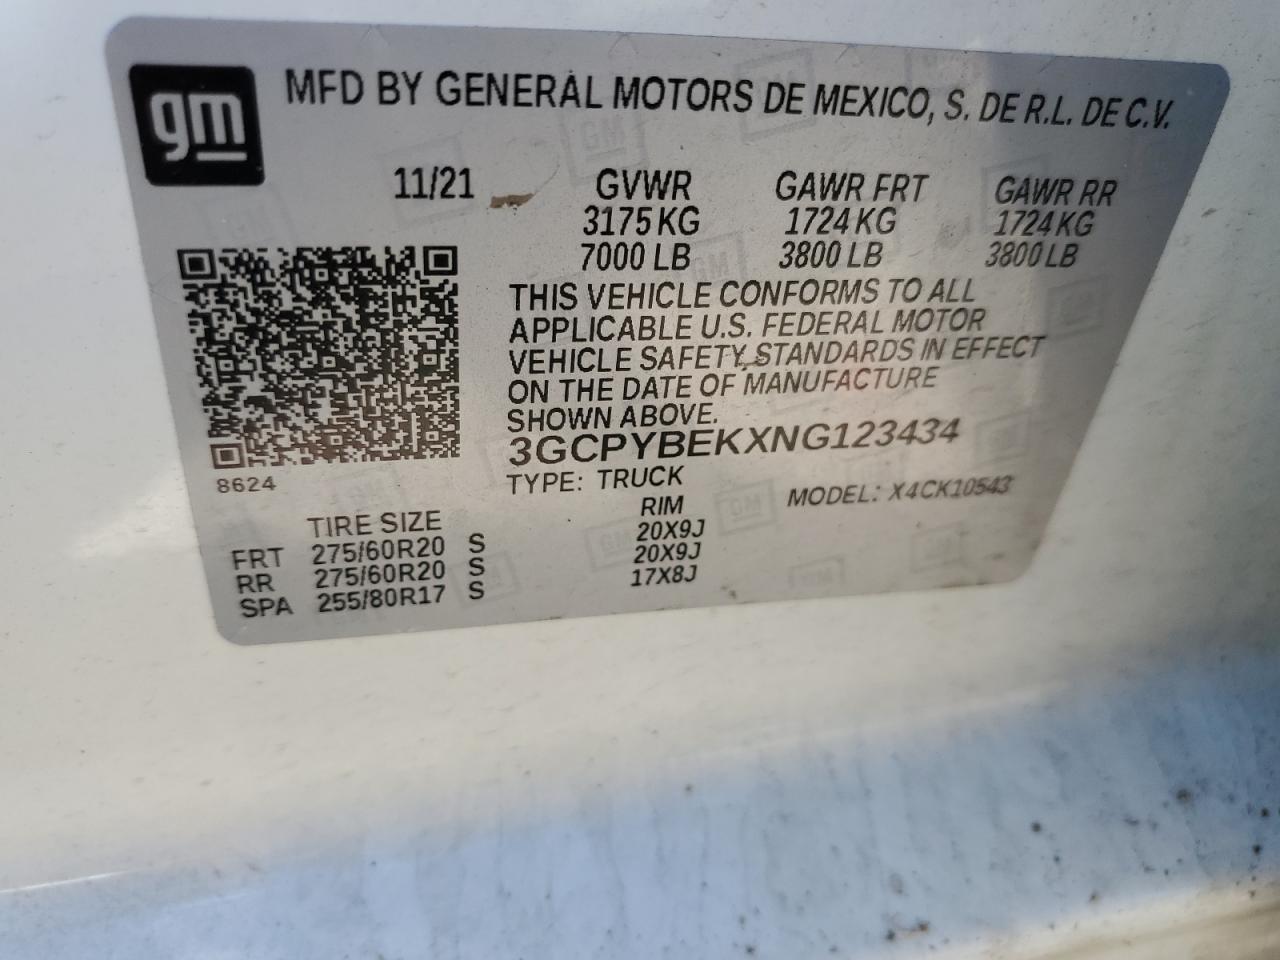 gm
MFD BY GENERAL MOTORS DE MEXICO, S. DE R.L. DE C.V.
11/21 GVWR GAWR FRT GAWR RR
3175 KG 1724 KG 1724 KG
7000 LB 3800 LB 3800 LB
THIS VEHICLE CONFORMS TO ALL
APPLICABLE U.S. FEDERAL MOTOR
VEHICLE SAFETY STANDARDS IN EFFECT
ON THE DATE OF MANUFACTURE
SHOWN ABOVE.
3GCPYBEKXNG123434
8624
TYPE: TRUCK MODEL: X4CK10543
TIRE SIZE RIM
FRT 275/60R20 S 20X9J
RR 275/60R20 S 20X9J
SPA 255/80R17 S 17X8J